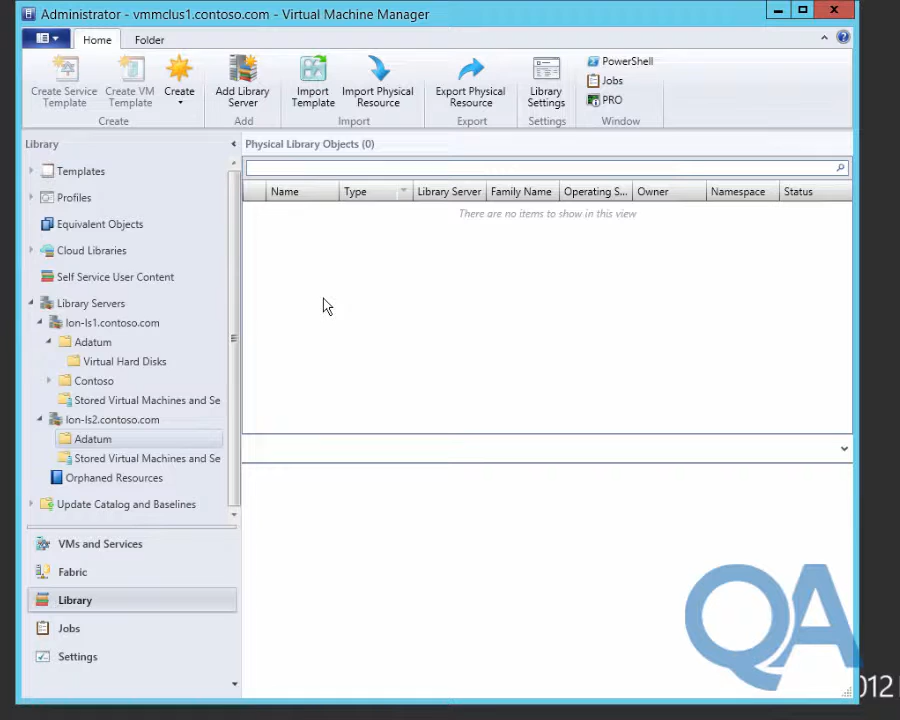 Administrator - vmmclus1.contoso.com - Virtual Machine Manager
Home Folder
Create Service Template
Create VM Template
Create
Add Library Server
Import Template
Import Physical Resource
Export Physical Resource
Library Settings
PowerShell
Jobs
PRO
Create Add Import Export Settings Window
Library
Physical Library Objects (0)
Templates
Profiles
Equivalent Objects
Cloud Libraries
Self Service User Content
Library Servers
lon-ls1.contoso.com
Adatum
Virtual Hard Disks
Contoso
Stored Virtual Machines and Se
lon-ls2.contoso.com
Adatum
Stored Virtual Machines and Se
Orphaned Resources
Update Catalog and Baselines
Name Type Library Server Family Name Operating S... Owner Namespace Status
There are no items to show in this view
VMs and Services
Fabric
Library
Jobs
Settings
QA
012